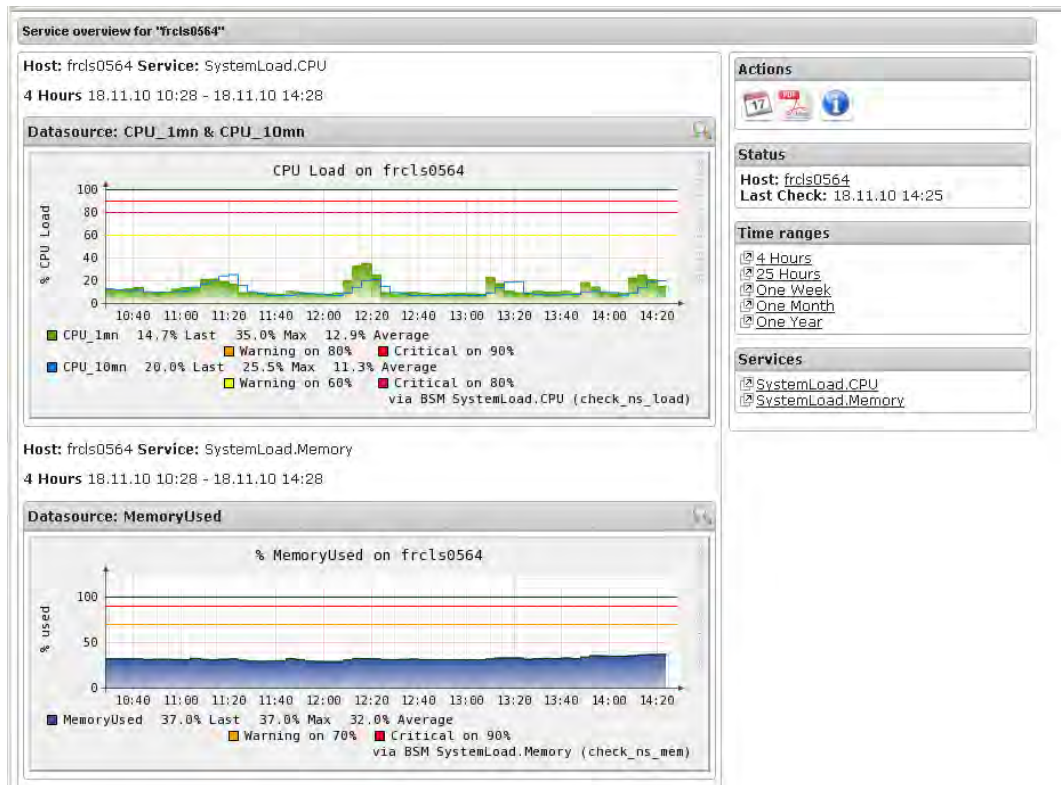 Service overview for "frcls0564"
Host: frcls0564 Service: SystemLoad.CPU
4 Hours 18.11.10 10:28 - 18.11.10 14:28
Datasource: CPU_1mn & CPU_10mn
CPU Load on frcls0564
% CPU Load
100
80
60
40
20
0
10:40 11:00 11:20 11:40 12:00 12:20 12:40 13:00 13:20 13:40 14:00 14:20
CPU_1mn 14.7% Last 35.0% Max 12.9% Average
Warning on 80% Critical on 90%
CPU_10mn 20.0% Last 25.5% Max 11.3% Average
Warning on 60% Critical on 80%
via BSM SystemLoad.CPU (check_ns_load)
Host: frcls0564 Service: SystemLoad.Memory
4 Hours 18.11.10 10:28 - 18.11.10 14:28
Datasource: MemoryUsed
% MemoryUsed on frcls0564
% used
100
50
0
10:40 11:00 11:20 11:40 12:00 12:20 12:40 13:00 13:20 13:40 14:00 14:20
MemoryUsed 37.0% Last 37.0% Max 32.0% Average
Warning on 70% Critical on 90%
via BSM SystemLoad.Memory (check_ns_mem)
Actions
17
PDF
Status
Host: frcls0564
Last Check: 18.11.10 14:25
Time ranges
4 Hours
25 Hours
One Week
One Month
One Year
Services
SystemLoad.CPU
SystemLoad.Memory